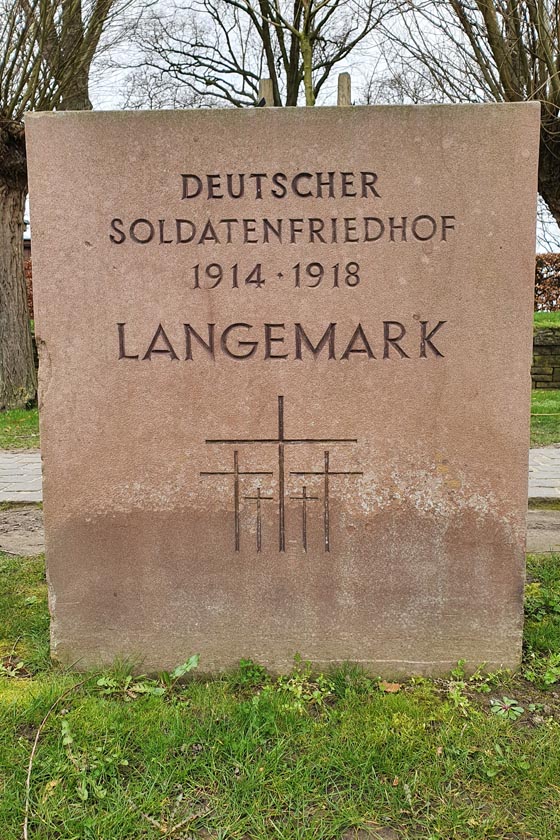 DEUTSCHER
SOLDATENFRIEDHOF
1914·1918
LANGEMARK